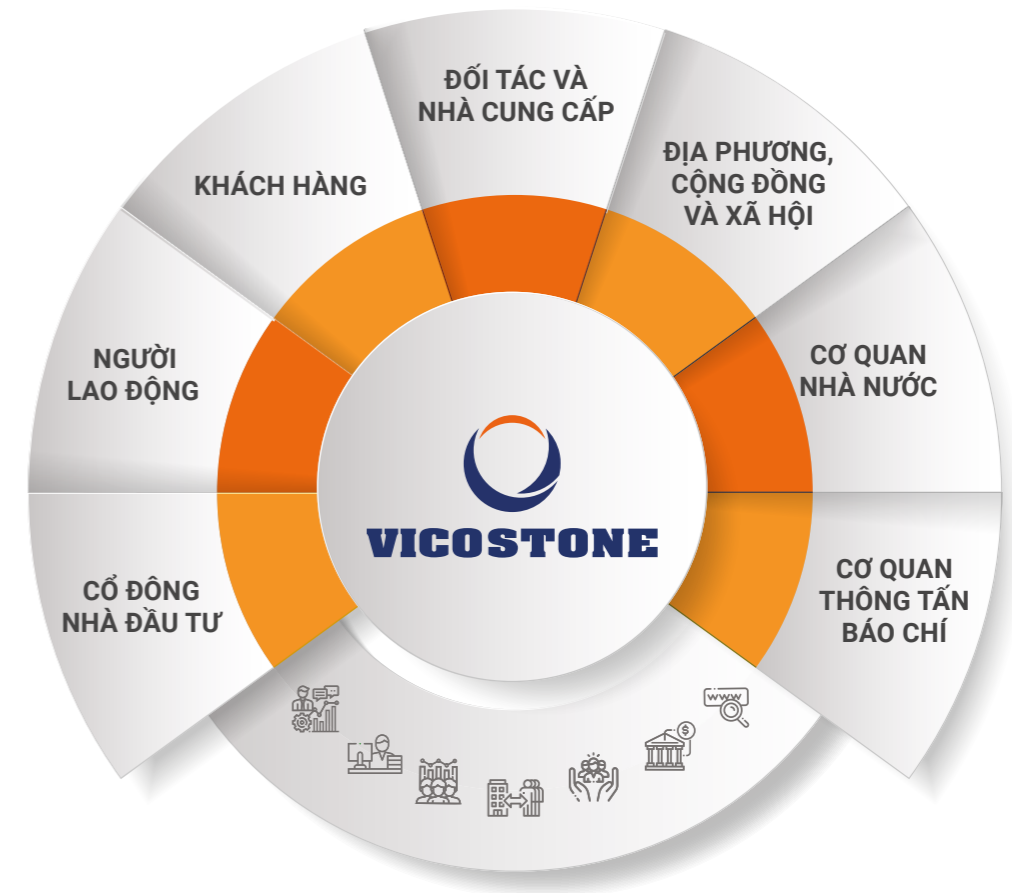 ĐỐI TÁC VÀ
NHÀ CUNG CẤP
KHÁCH HÀNG
ĐỊA PHƯƠNG,
CỘNG ĐỒNG
VÀ XÃ HỘI
NGƯỜI
LAO ĐỘNG
CƠ QUAN
NHÀ NƯỚC
VICOSTONE
CỔ ĐÔNG
NHÀ ĐẦU TƯ
CƠ QUAN
THÔNG TẤN
BÁO CHÍ
WWW
$